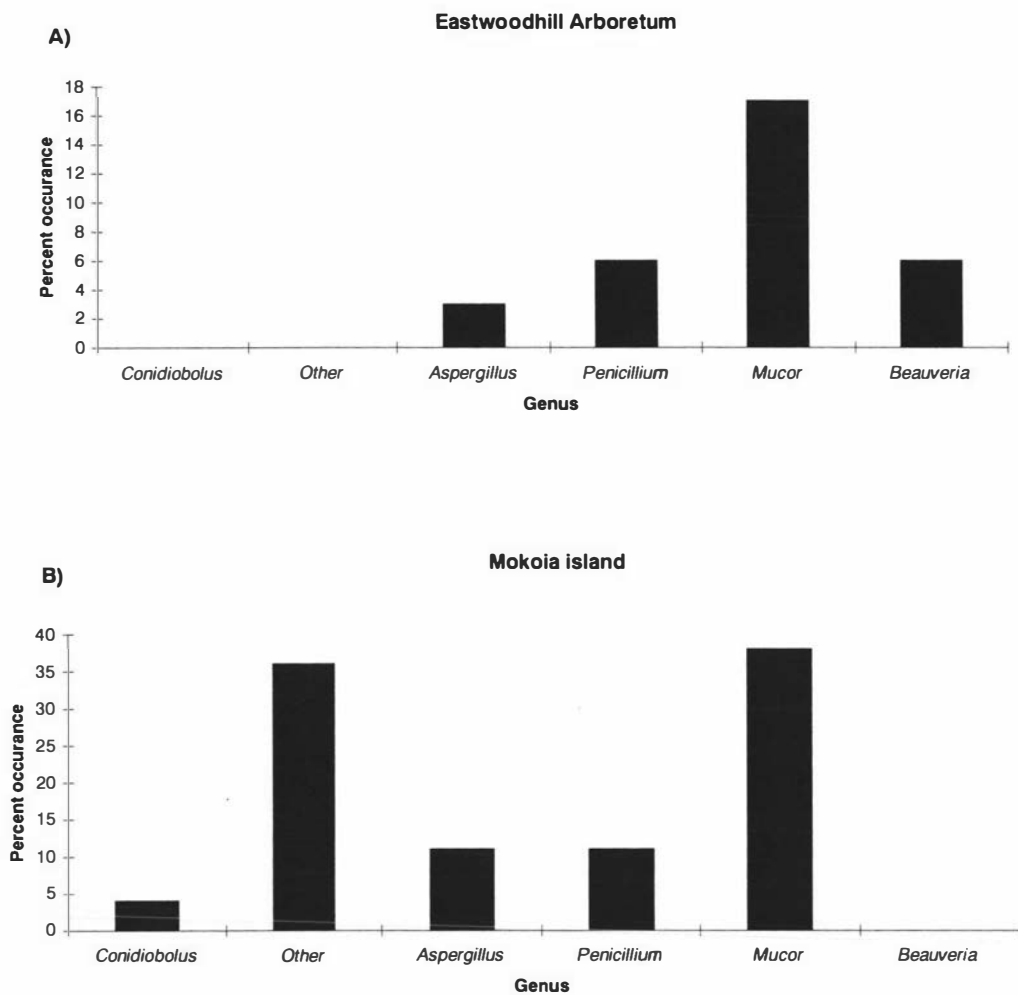 Eastwoodhill Arboretum
A)
18
16
14
12
10
8
6
4
2
0
Percent occurance
Conidiobolus Other Aspergillus Penicillium Mucor Beauveria
Genus
Mokoia island
B)
40
35
30
25
20
15
10
5
0
Percent occurance
Conidiobolus Other Aspergillus Penicillium Mucor Beauveria
Genus